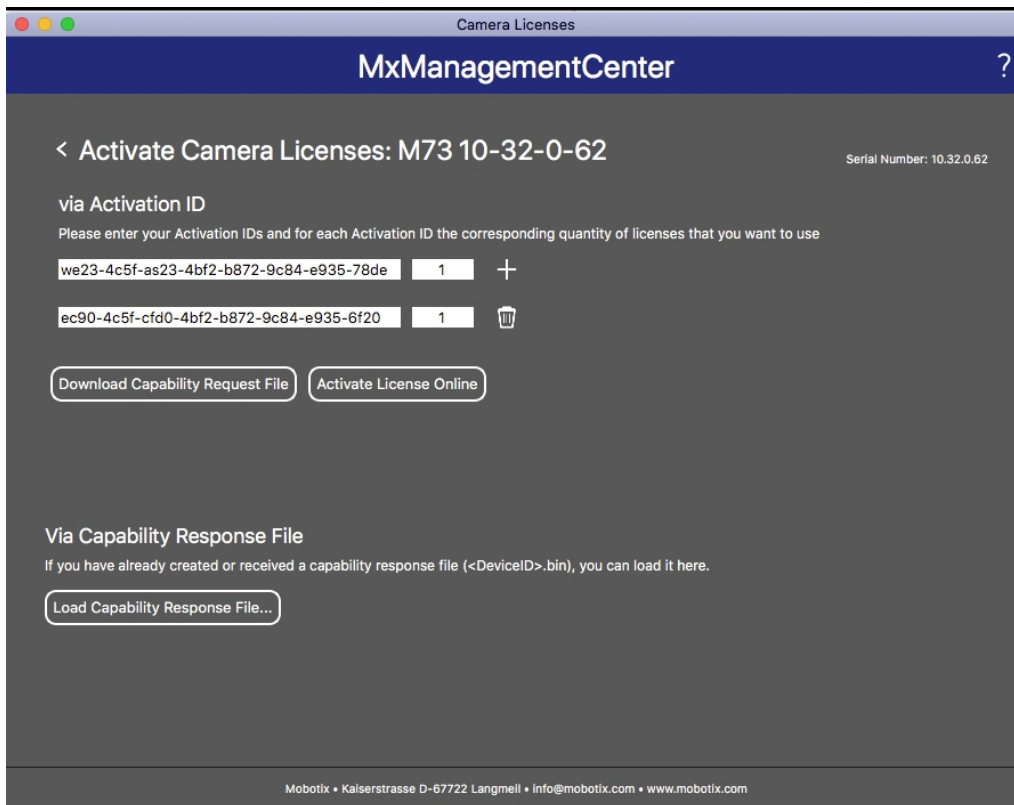 Camera Licenses
MxManagementCenter
?
< Activate Camera Licenses: M73 10-32-0-62
Serial Number: 10.32.0.62
via Activation ID
Please enter your Activation IDs and for each Activation ID the corresponding quantity of licenses that you want to use
we23-4c5f-as23-4bf2-b872-9c84-e935-78de 1 +
ec90-4c5f-cfd0-4bf2-b872-9c84-e935-6f20 1
Download Capability Request File Activate License Online
Via Capability Response File
If you have already created or received a capability response file (<DeviceID>.bin), you can load it here.
Load Capability Response File...
Mobotix • Kaiserstrasse D-67722 Langmeil • info@mobotix.com • www.mobotix.com